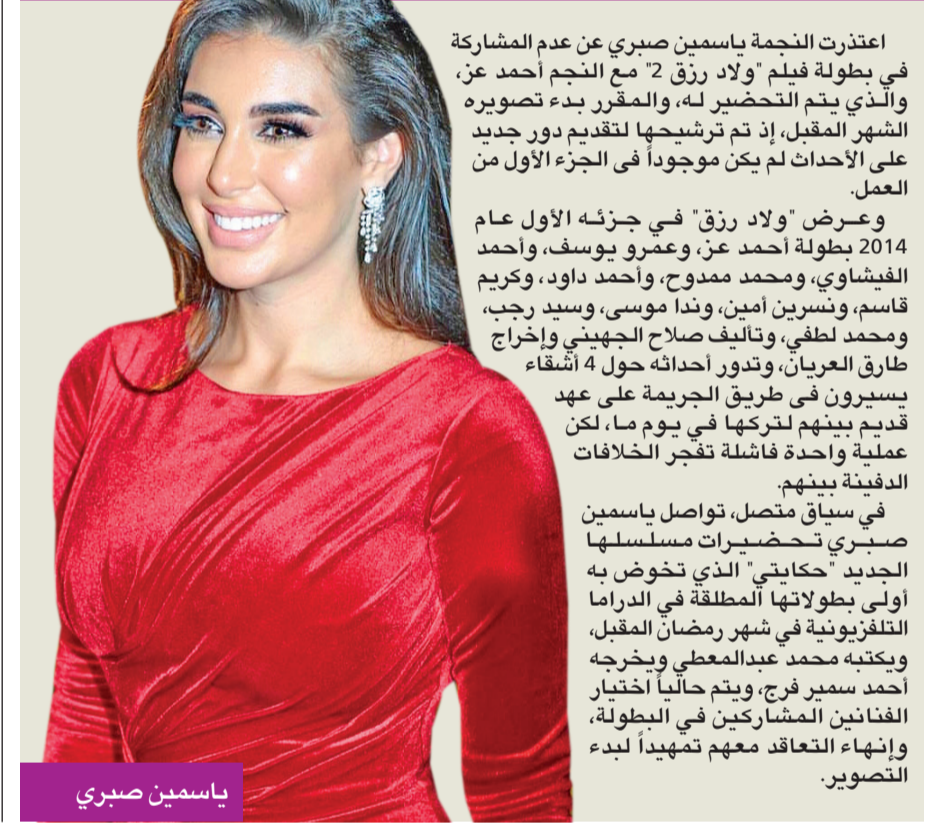 اعتذرت النجمة ياسمين صبري عن عدم المشاركة
في بطولة فيلم "ولاد رزق 2" مع النجم أحمد عز،
والذي يتم التحضير له، والمقرر بدء تصويره
الشهر المقبل، إذ تم ترشيحها لتقديم دور جديد
على الأحداث لم يكن موجوداً فى الجزء الأول من
العمل.
وعرض "ولاد رزق" في جزئه الأول عام
2014 بطولة أحمد عز، وعمرو يوسف، وأحمد
الفيشاوي، ومحمد ممدوح، وأحمد داود، وكريم
قاسم، ونسرين أمين، وندا موسى، وسيد رجب،
ومحمد لطفي، وتأليف صلاح الجهيني وإخراج
طارق العريان، وتدور أحداثه حول 4 أشقاء
يسيرون فى طريق الجريمة على عهد
قديم بينهم لتركها في يوم ما، لكن
عملية واحدة فاشلة تفجر الخلافات
الدفينة بينهم.
في سياق متصل، تواصل ياسمين
صبري تحضيرات مسلسلها
الجديد "حكايتي" الذي تخوض به
أولى بطولاتها المطلقة في الدراما
التلفزيونية في شهر رمضان المقبل،
ويكتبه محمد عبدالمعطي ويخرجه
أحمد سمير فرج، ويتم حالياً اختيار
الفنانين المشاركين في البطولة،
وإنهاء التعاقد معهم تمهيداً لبدء
التصوير.
ياسمين صبري